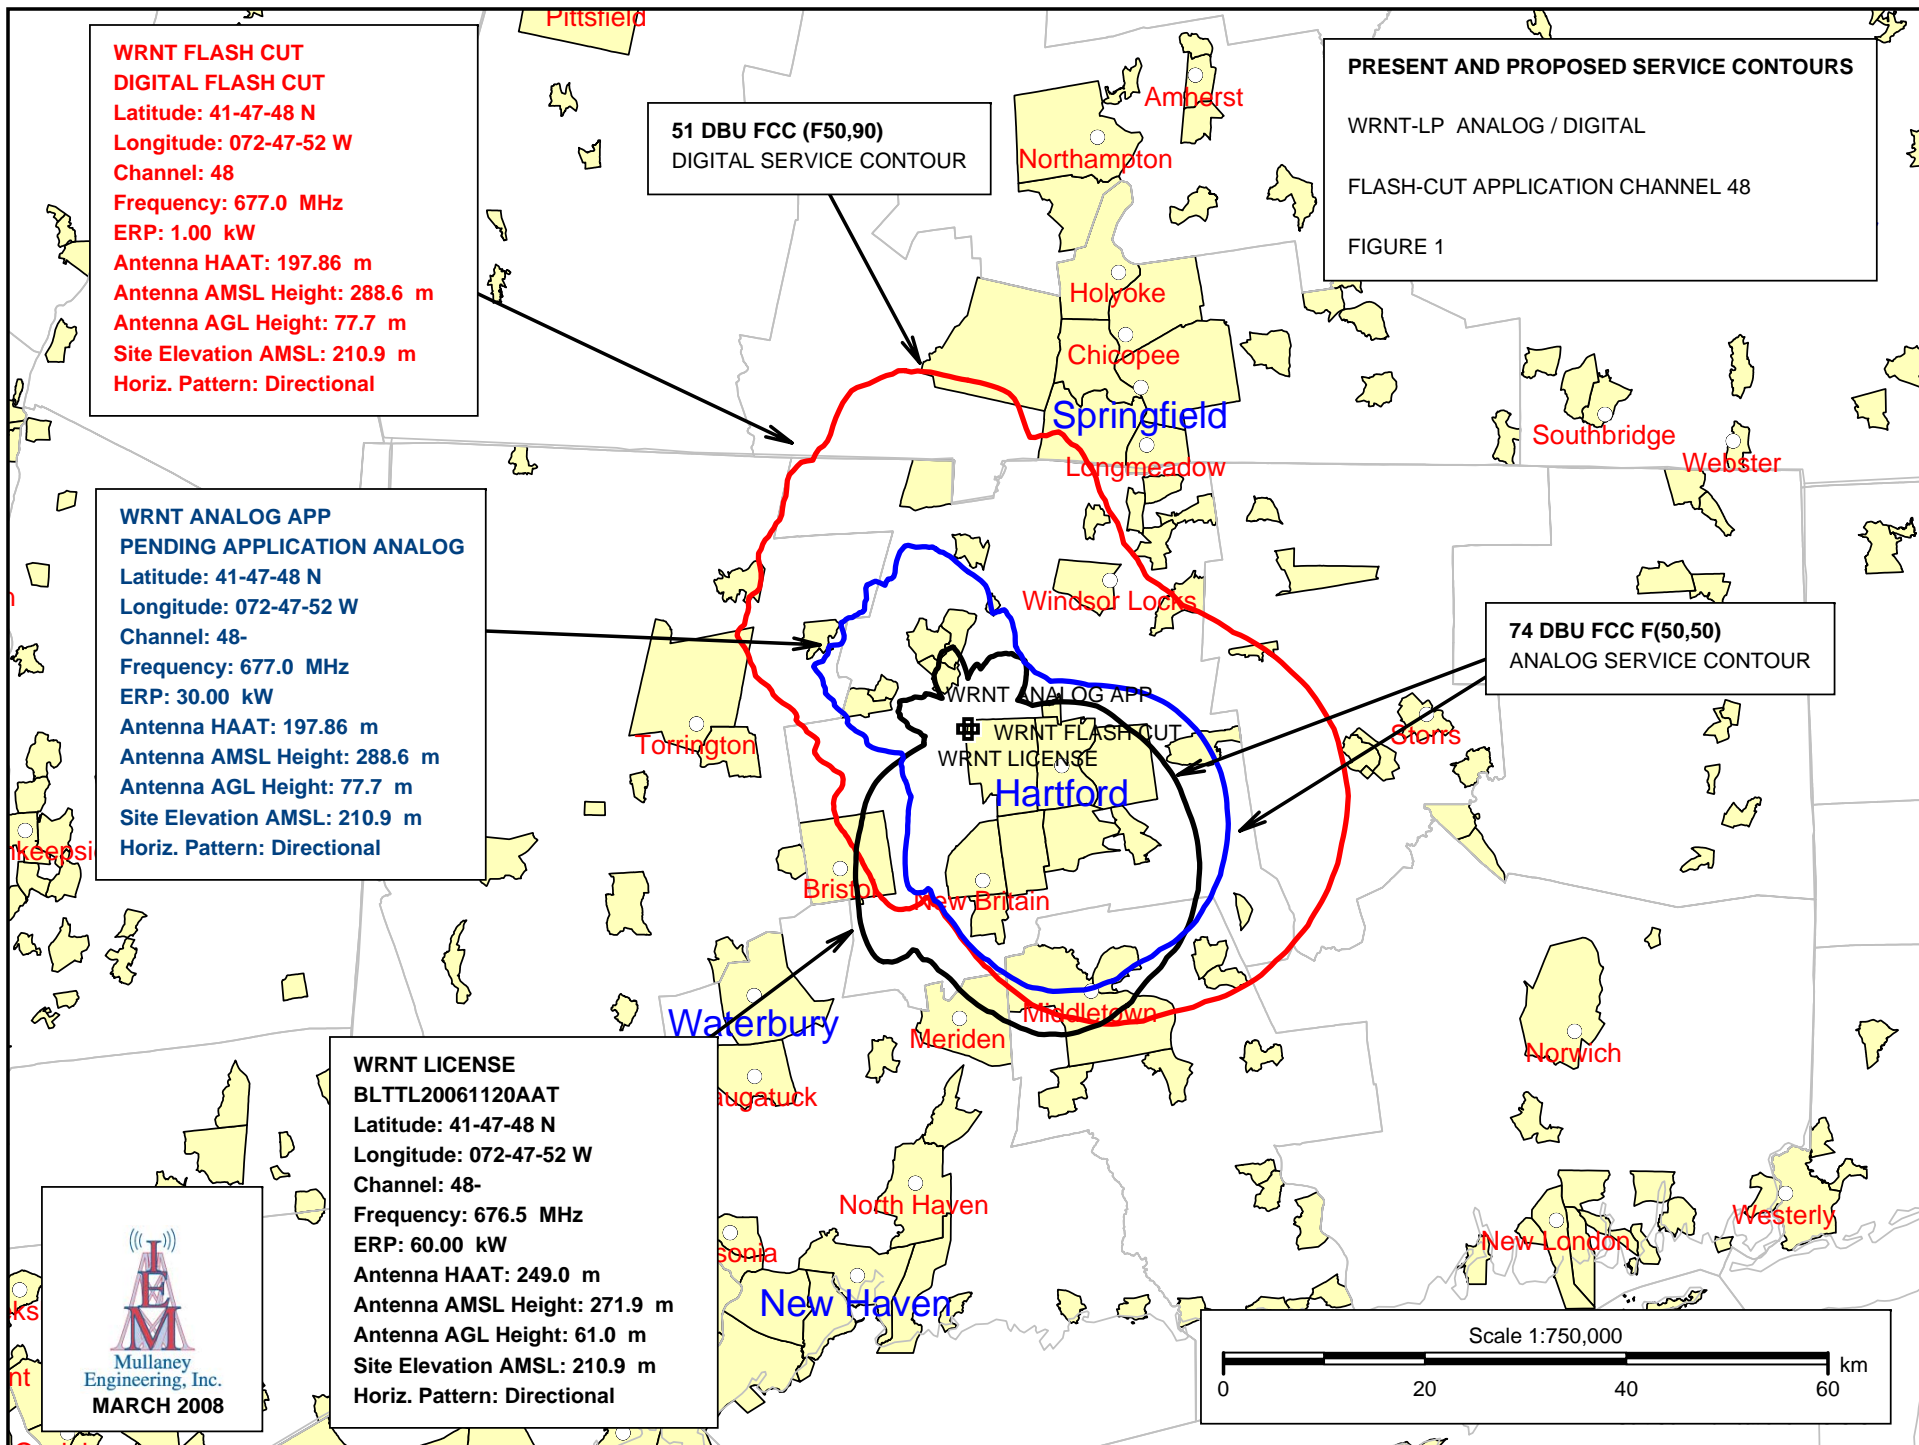 WRNT FLASH CUT
DIGITAL FLASH CUT
Latitude: 41-47-48 N
Longitude: 072-47-52 W
Channel: 48
Frequency: 677.0 MHz
ERP: 1.00 kW
Antenna HAAT: 197.86 m
Antenna AMSL Height: 288.6 m
Antenna AGL Height: 77.7 m
Site Elevation AMSL: 210.9 m
Horiz. Pattern: Directional
Pittsfield
51 DBU FCC (F50,90)
DIGITAL SERVICE CONTOUR
PRESENT AND PROPOSED SERVICE CONTOURS
WRNT-LP ANALOG / DIGITAL
FLASH-CUT APPLICATION CHANNEL 48
FIGURE 1
Amherst
Northampton
Holyoke
Chicopee
Springfield
Longmeadow
Southbridge
Webster
WRNT ANALOG APP
PENDING APPLICATION ANALOG
Latitude: 41-47-48 N
Longitude: 072-47-52 W
Channel: 48-
Frequency: 677.0 MHz
ERP: 30.00 kW
Antenna HAAT: 197.86 m
Antenna AMSL Height: 288.6 m
Antenna AGL Height: 77.7 m
Site Elevation AMSL: 210.9 m
Horiz. Pattern: Directional
Windsor Locks
74 DBU FCC F(50,50)
ANALOG SERVICE CONTOUR
WRNT ANALOG APP
WRNT FLASH CUT
WRNT LICENSE
Hartford
Torrington
Storrs
keepsi
Bristol
New Britain
Waterbury
Meriden
Middletown
Norwich
augatuck
WRNT LICENSE
BLTTL20061120AAT
Latitude: 41-47-48 N
Longitude: 072-47-52 W
Channel: 48-
Frequency: 676.5 MHz
ERP: 60.00 kW
Antenna HAAT: 249.0 m
Antenna AMSL Height: 271.9 m
Antenna AGL Height: 61.0 m
Site Elevation AMSL: 210.9 m
Horiz. Pattern: Directional
North Haven
sonia
New Haven
New London
Westerly
ks
nt
IEM
Mullaney
Engineering, Inc.
MARCH 2008
Scale 1:750,000
km
0 20 40 60